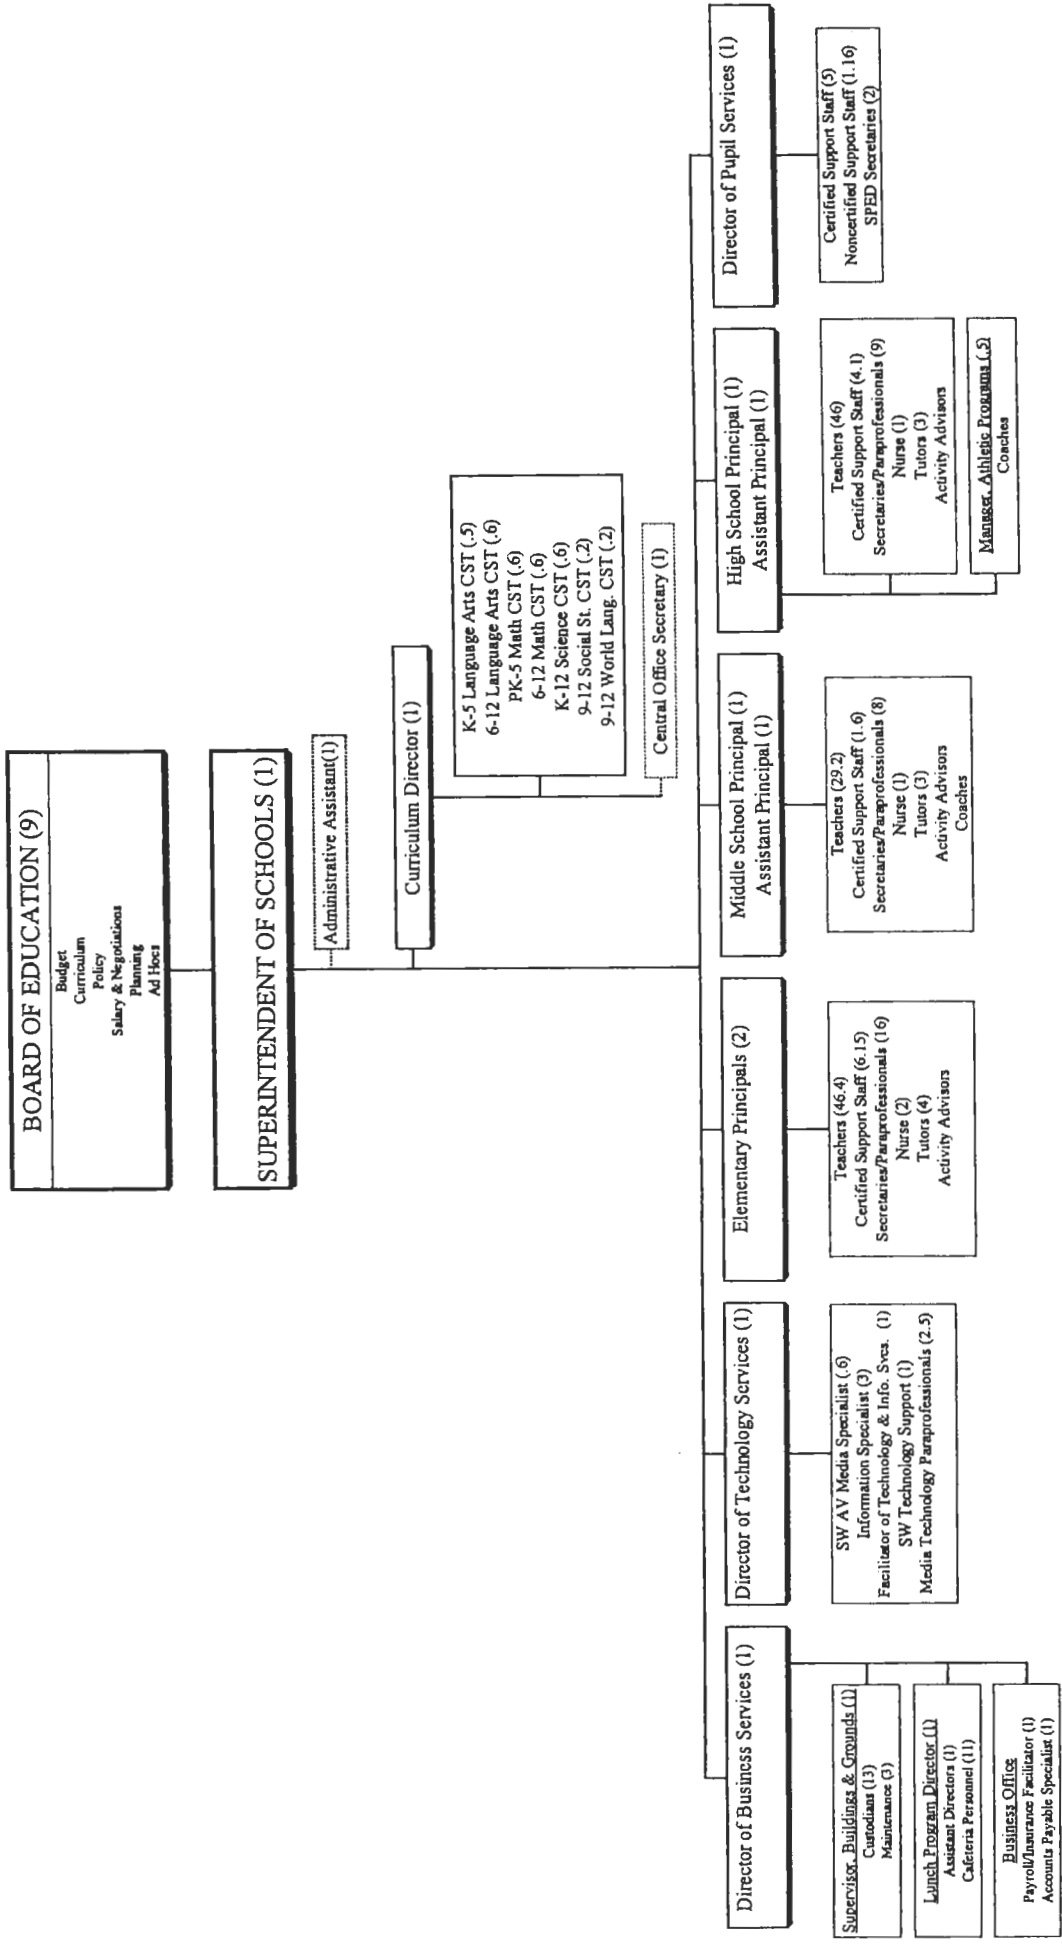 BOARD OF EDUCATION (9)
Budget
Curriculum
Policy
Salary & Negotiations
Planning
Ad Hocs
SUPERINTENDENT OF SCHOOLS (1)
Administrative Assistant(1)
Curriculum Director (1)
K-5 Language Arts CST (.5)
6-12 Language Arts CST (.6)
PK-5 Math CST (.6)
6-12 Math CST (.6)
K-12 Science CST (.6)
9-12 Social St. CST (.2)
9-12 World Lang. CST (.2)
Central Office Secretary (1)
Director of Business Services (1)
Supervisor, Buildings & Grounds (1)
Custodians (13)
Maintenance (3)
Lunch Program Director (1)
Assistant Directors (1)
Cafeteria Personnel (11)
Business Office
Payroll/Insurance Facilitator (1)
Accounts Payable Specialist (1)
Director of Technology Services (1)
SW AV Media Specialist (.6)
Information Specialist (3)
Facilitator of Technology & Info. Svcs. (1)
SW Technology Support (1)
Media Technology Paraprofessionals (2.5)
Elementary Principals (2)
Teachers (46.4)
Certified Support Staff (6.15)
Secretaries/Paraprofessionals (16)
Nurse (2)
Tutors (4)
Activity Advisors
Middle School Principal (1)
Assistant Principal (1)
Teachers (29.2)
Certified Support Staff (1.6)
Secretaries/Paraprofessionals (8)
Nurse (1)
Tutors (3)
Activity Advisors
Coaches
High School Principal (1)
Assistant Principal (1)
Teachers (46)
Certified Support Staff (4.1)
Secretaries/Paraprofessionals (9)
Nurse (1)
Tutors (3)
Activity Advisors
Manager, Athletic Programs (.5)
Coaches
Director of Pupil Services (1)
Certified Support Staff (5)
Noncertified Support Staff (1.16)
SPED Secretaries (2)